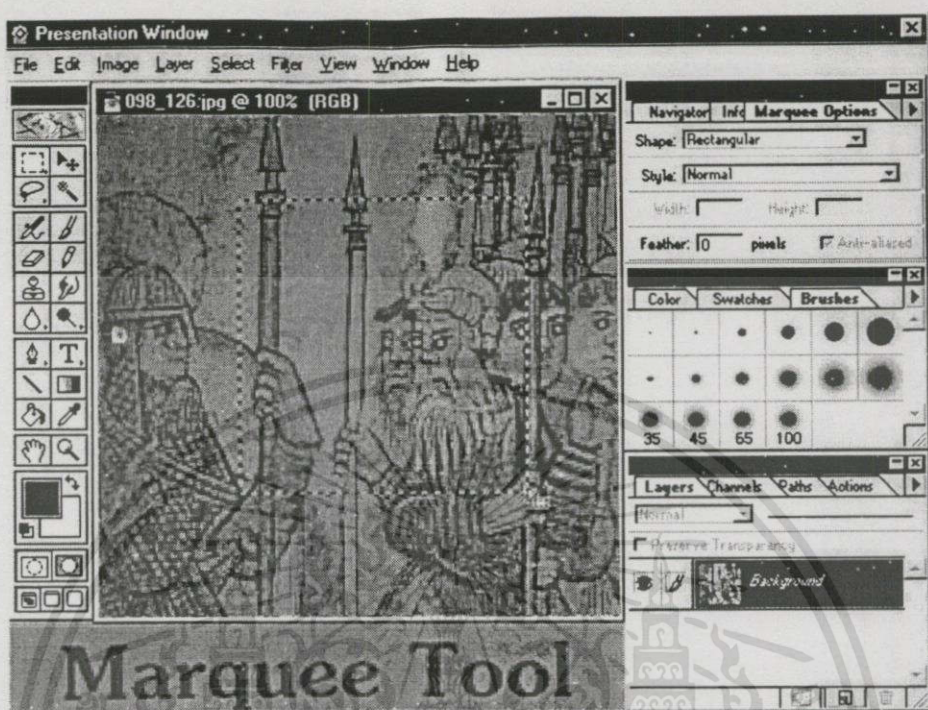 Presentation Window
File Edit Image Layer Select Filter View Window Help
098_126.jpg @ 100% (RGB)
Navigator Info Marquee Options
Shape: Rectangular
Style: Normal
Width: Height:
Feather: 0 pixels Anti-aliased
Color Swatches Brushes
35 45 65 100
Layers Channels Paths Actions
Normal
Preserve Transparency
Background
T
Marquee Tool